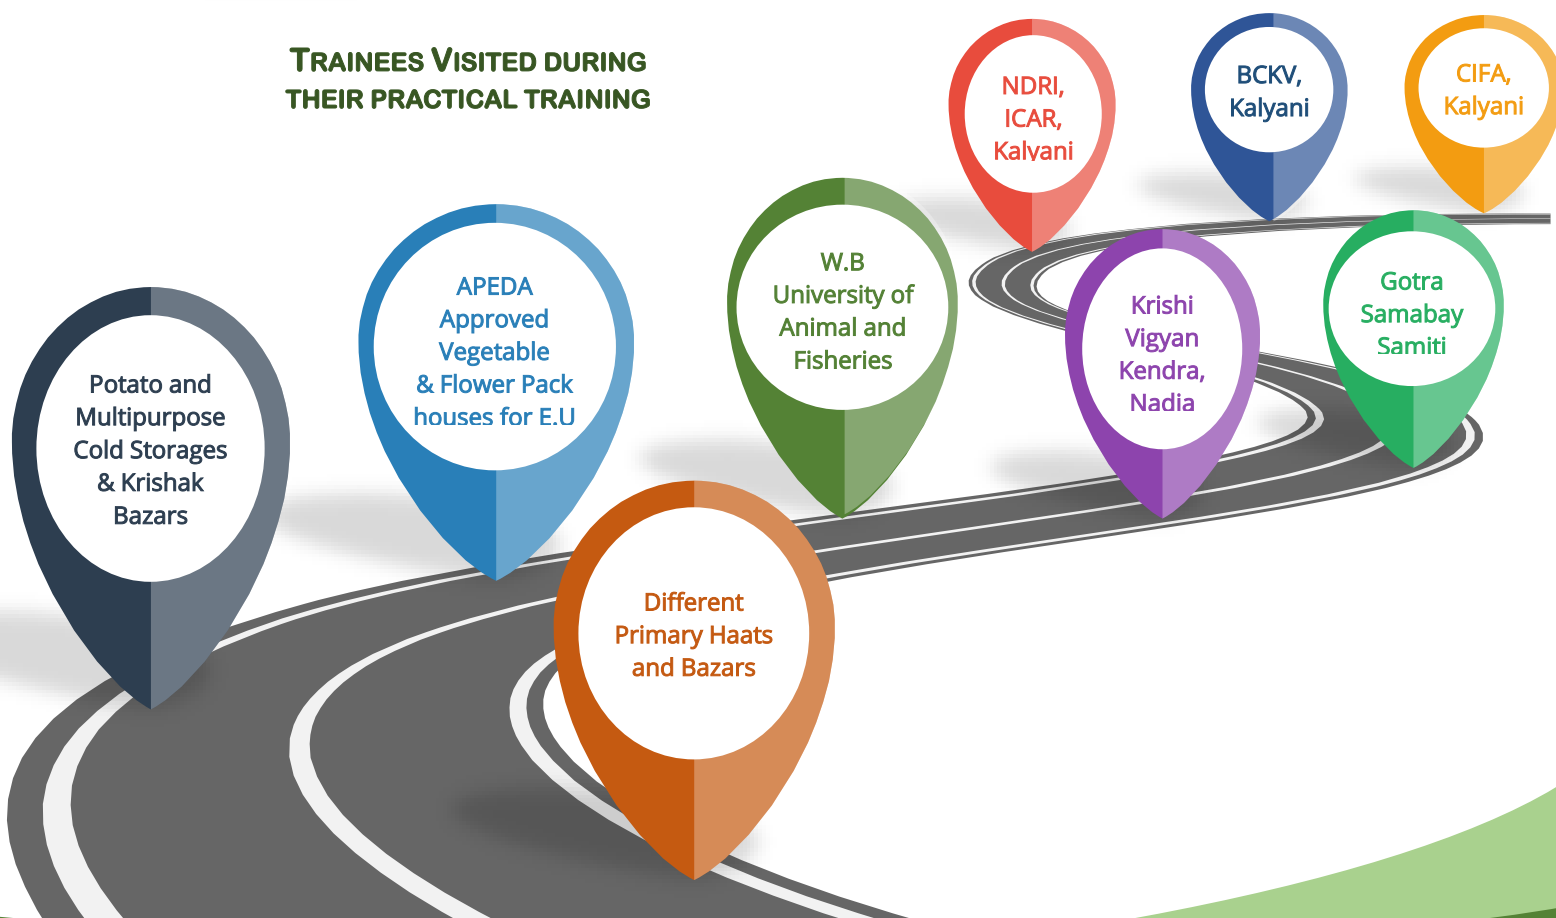 TRAINEES VISITED DURING
THEIR PRACTICAL TRAINING
NDRI,
ICAR,
Kalyani
BCKV,
Kalyani
CIFA,
Kalyani
W.B
University of
Animal and
Fisheries
Krishi
Vigyan
Kendra,
Nadia
Gotra
Samabay
Samiti
APEDA
Approved
Vegetable
& Flower Pack
houses for E.U
Potato and
Multipurpose
Cold Storages
& Krishak
Bazars
Different
Primary Haats
and Bazars